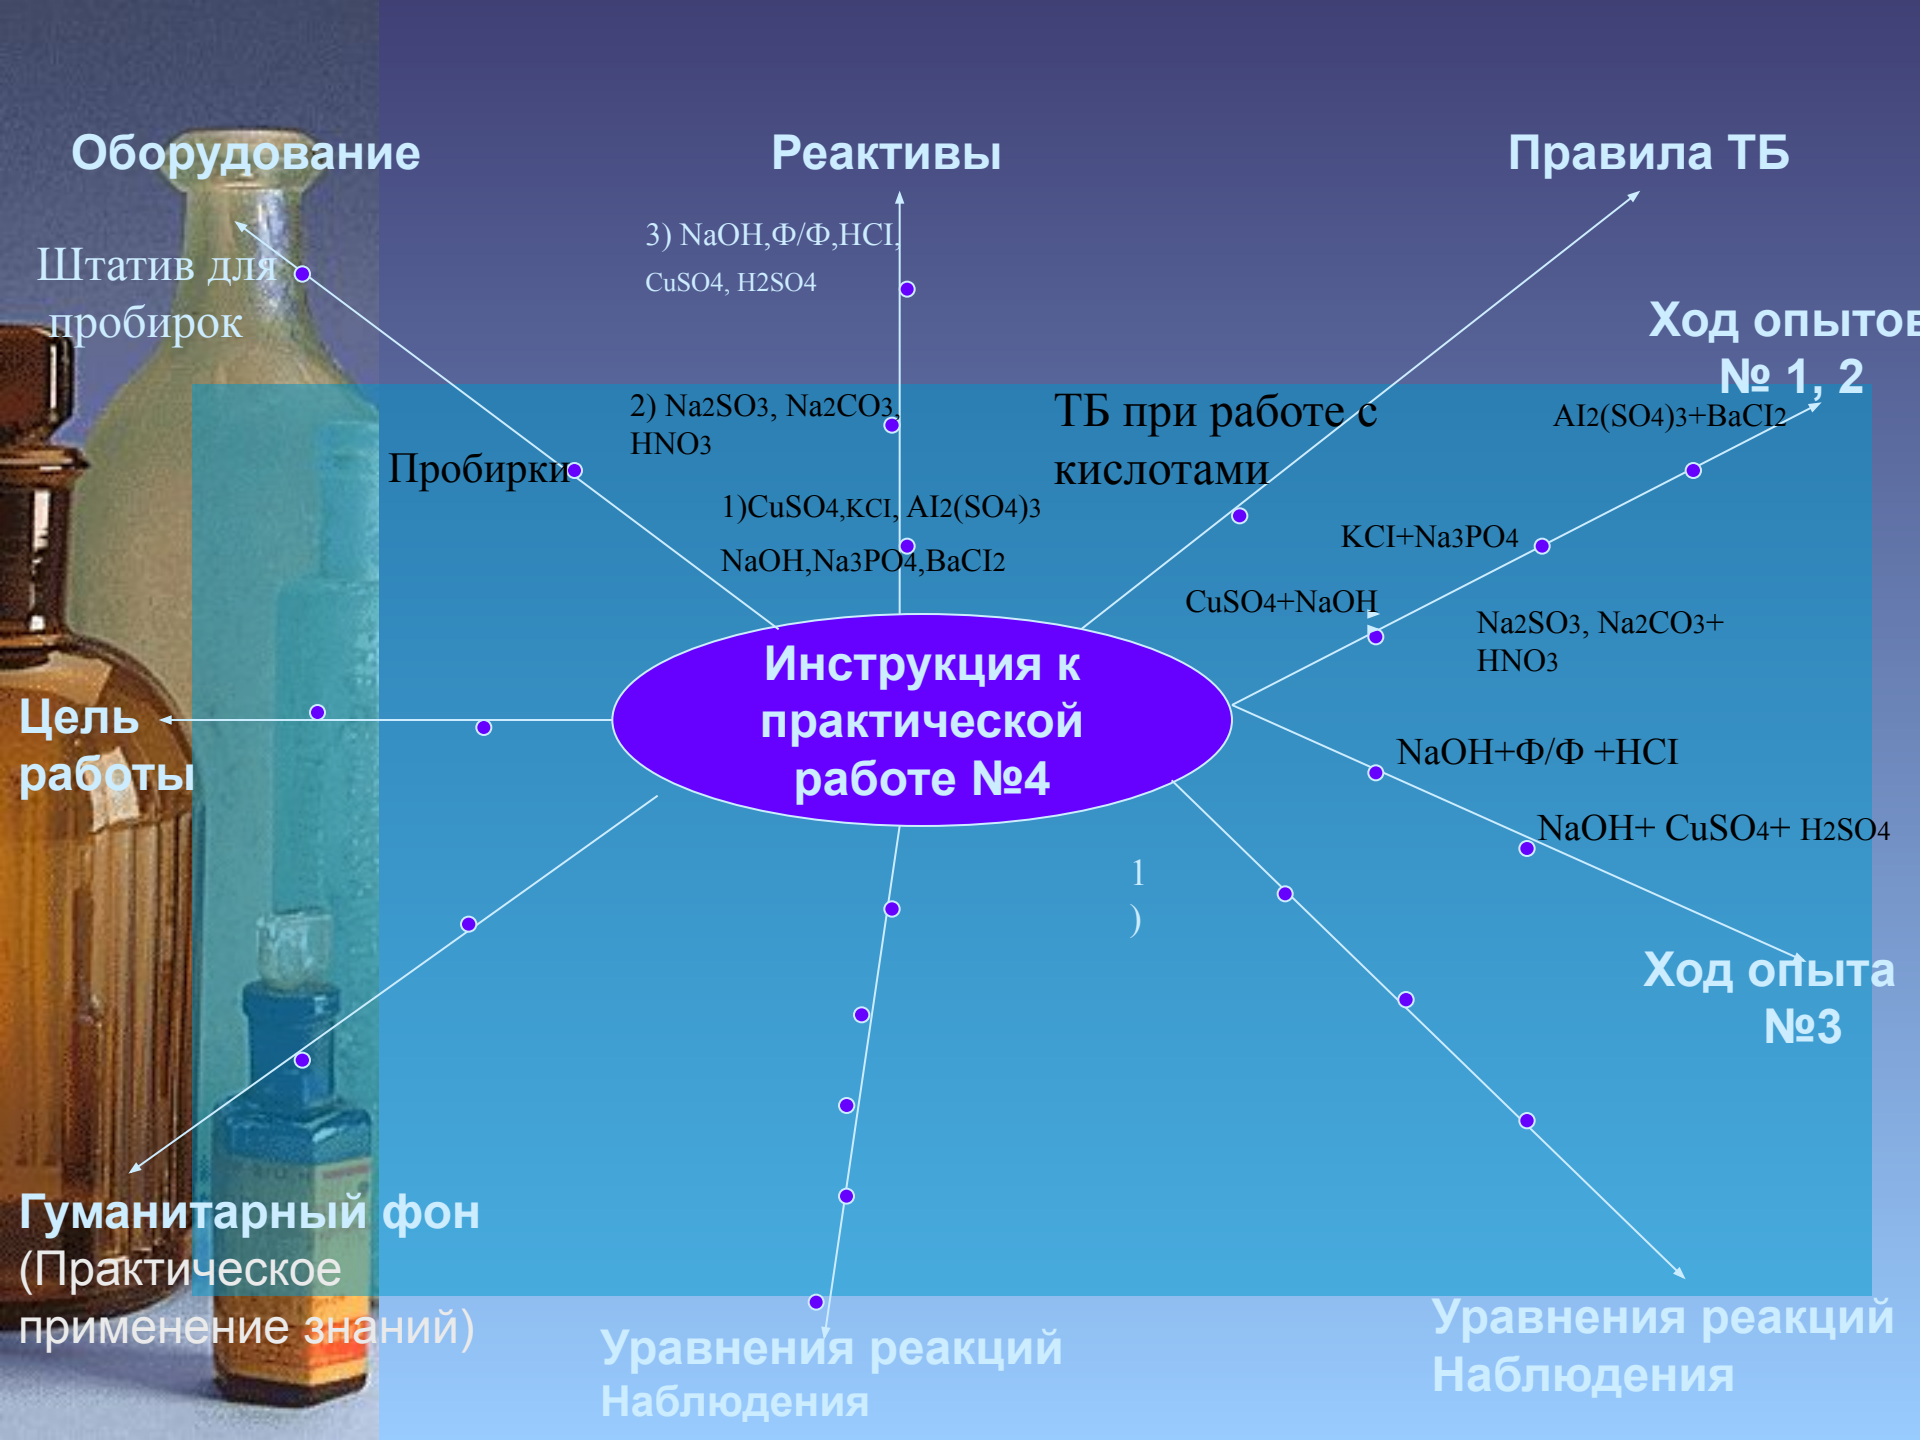 Оборудование
Реактивы
Правила ТБ
3) NaOH,Ф/Ф,HCI,
CuSO4, H2SO4
Штатив для
пробирок
Ход опытов
№ 1, 2
2) Na2SO3, Na2CO3,
HNO3
ТБ при работе с
кислотами
AI2(SO4)3+BaCI2
Пробирки
1)CuSO4,KCI, AI2(SO4)3
NaOH,Na3PO4,BaCI2
KCI+Na3PO4
CuSO4+NaOH
Na2SO3, Na2CO3+
HNO3
Инструкция к
практической
работе №4
Цель
работы
NaOH+Ф/Ф +HCI
NaOH+ CuSO4+ H2SO4
1
)
Ход опыта
№3
Гуманитарный фон
(Практическое
применение знаний)
Уравнения реакций
Наблюдения
Уравнения реакций
Наблюдения